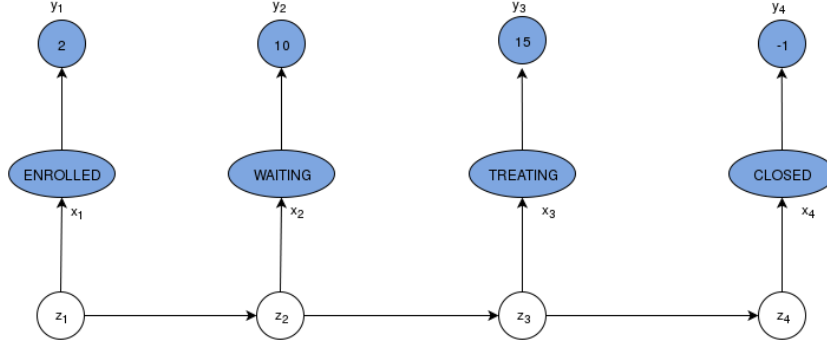 y1 y2 y3 y4
2 10 15 -1
ENROLLED WAITING TREATING CLOSED
x1 x2 x3 x4
z1 z2 z3 z4